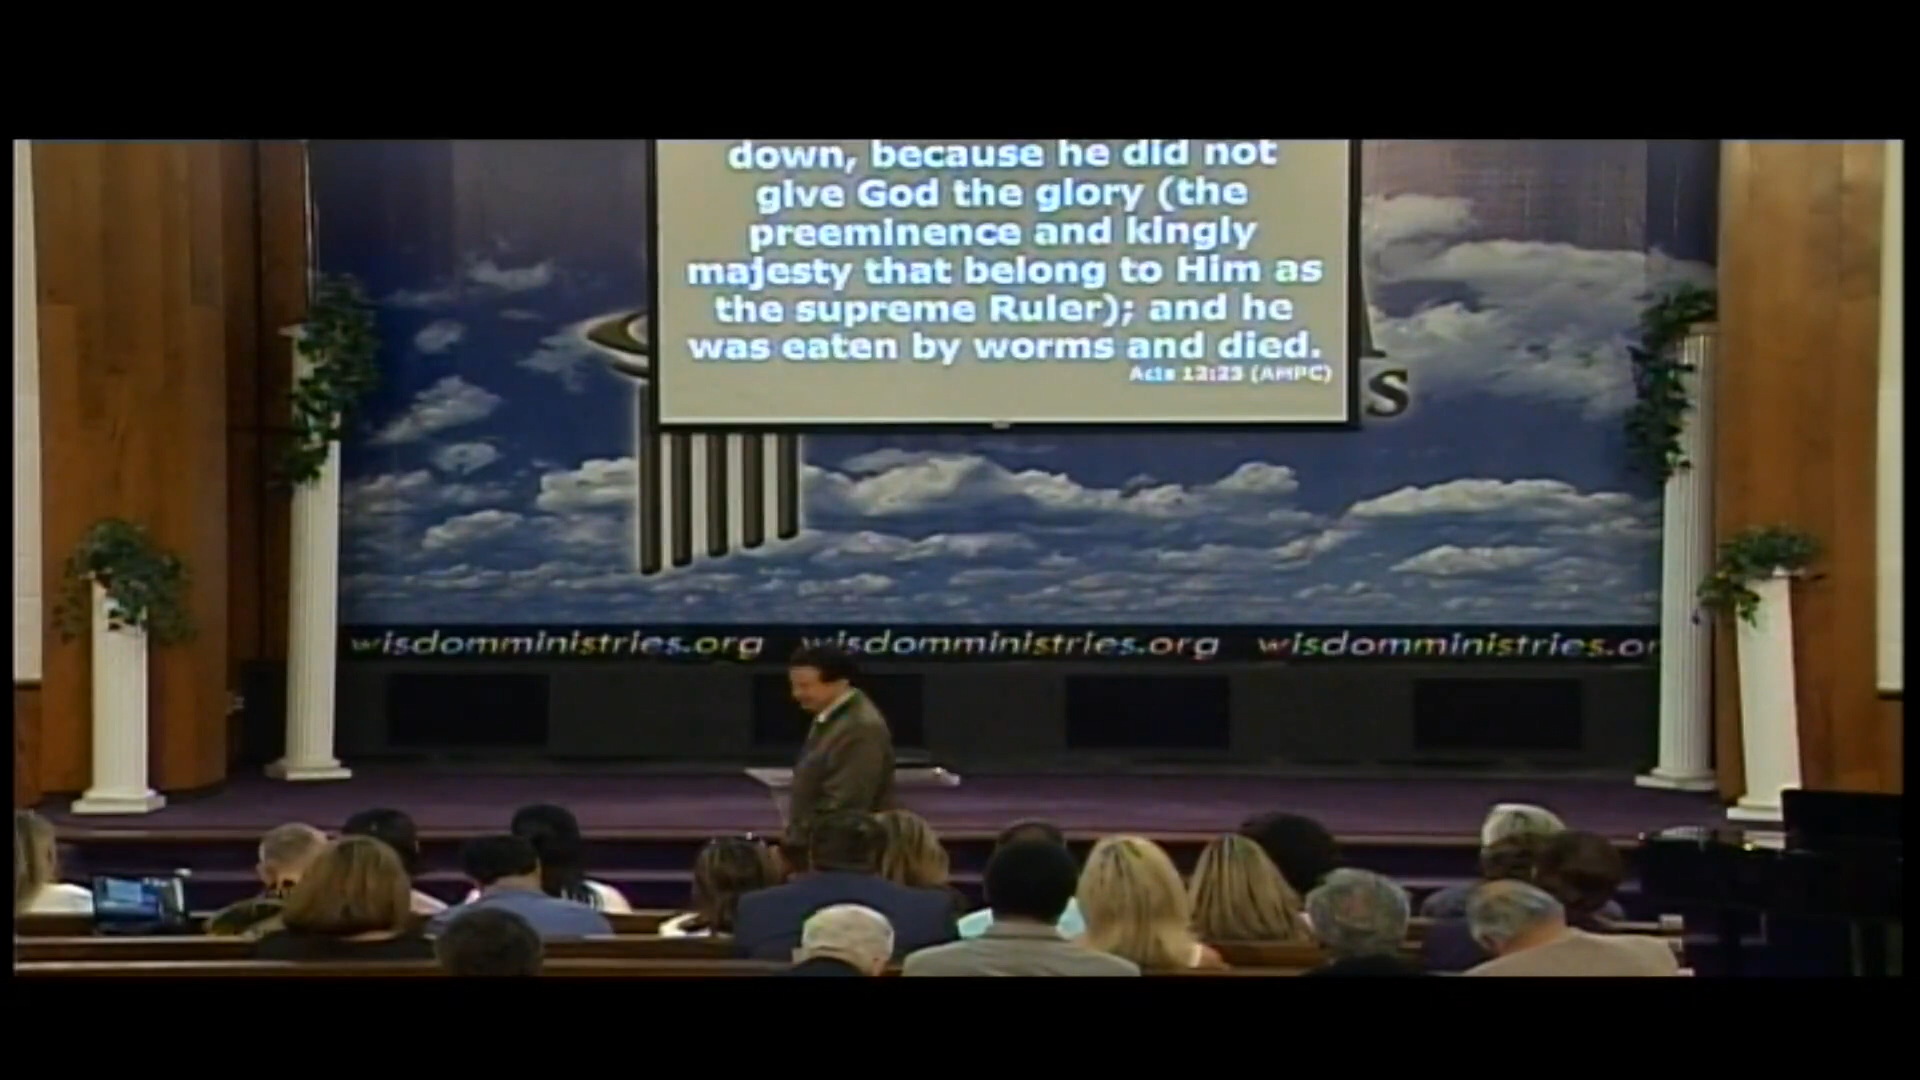 down, because he did not
give God the glory (the
preeminence and kingly
majesty that belong to Him as
the supreme Ruler); and he
was eaten by worms and died.
Acts 12:23 (AMPC)
s
wisdomministries.org wisdomministries.org wisdomministries.or